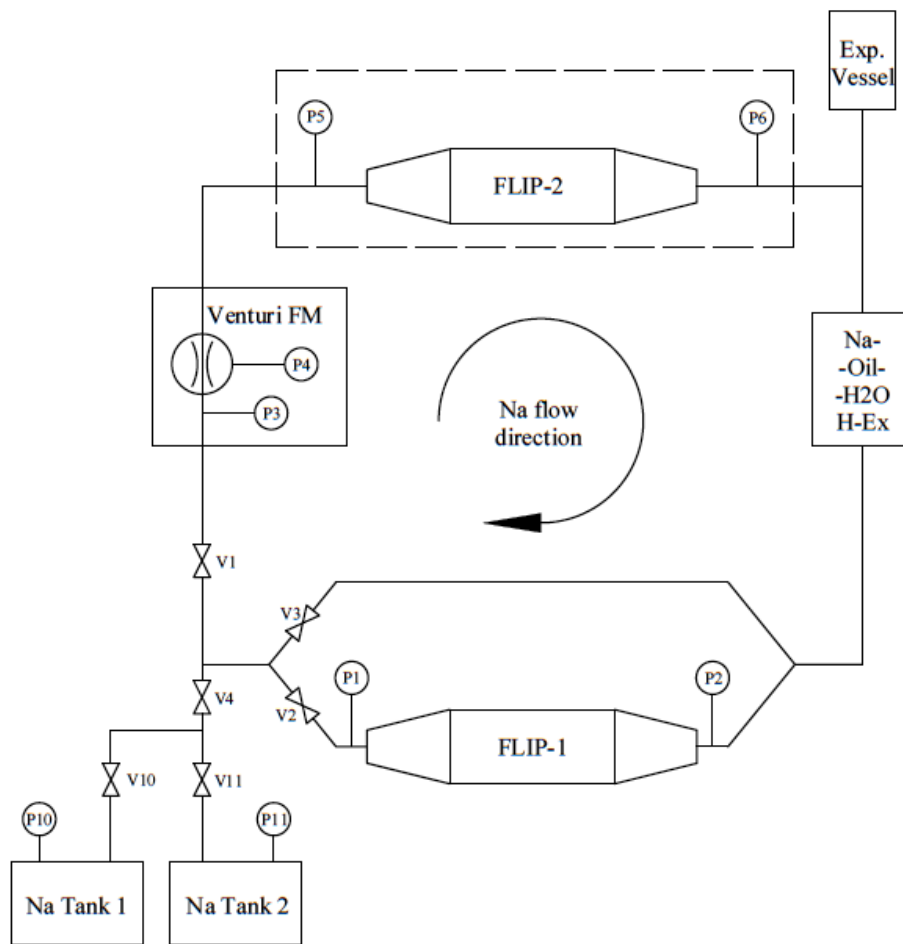 Exp.
Vessel
P5
P6
FLIP-2
Venturi FM
P4
P3
Na flow
direction
Na-
-Oil-
-H2O
H-Ex
V1
V3
V4
V2
P1
P2
FLIP-1
V10
V11
P10
P11
Na Tank 1
Na Tank 2